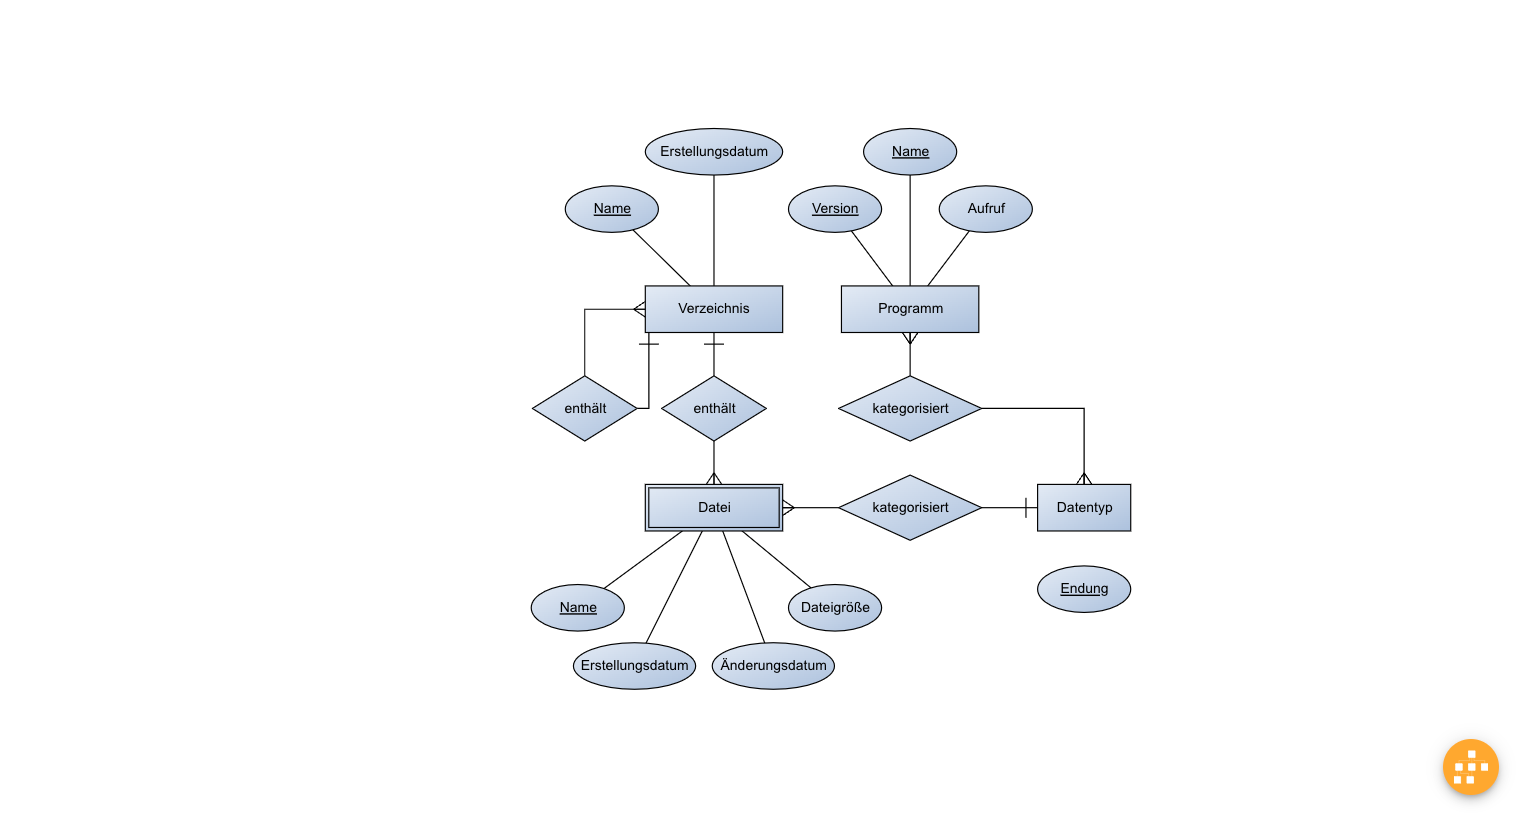 Erstellungsdatum
Name
Name
Version
Aufruf
Verzeichnis
Programm
enthält
enthält
kategorisiert
Datei
kategorisiert
Datentyp
Endung
Name
Dateigröße
Erstellungsdatum
Änderungsdatum